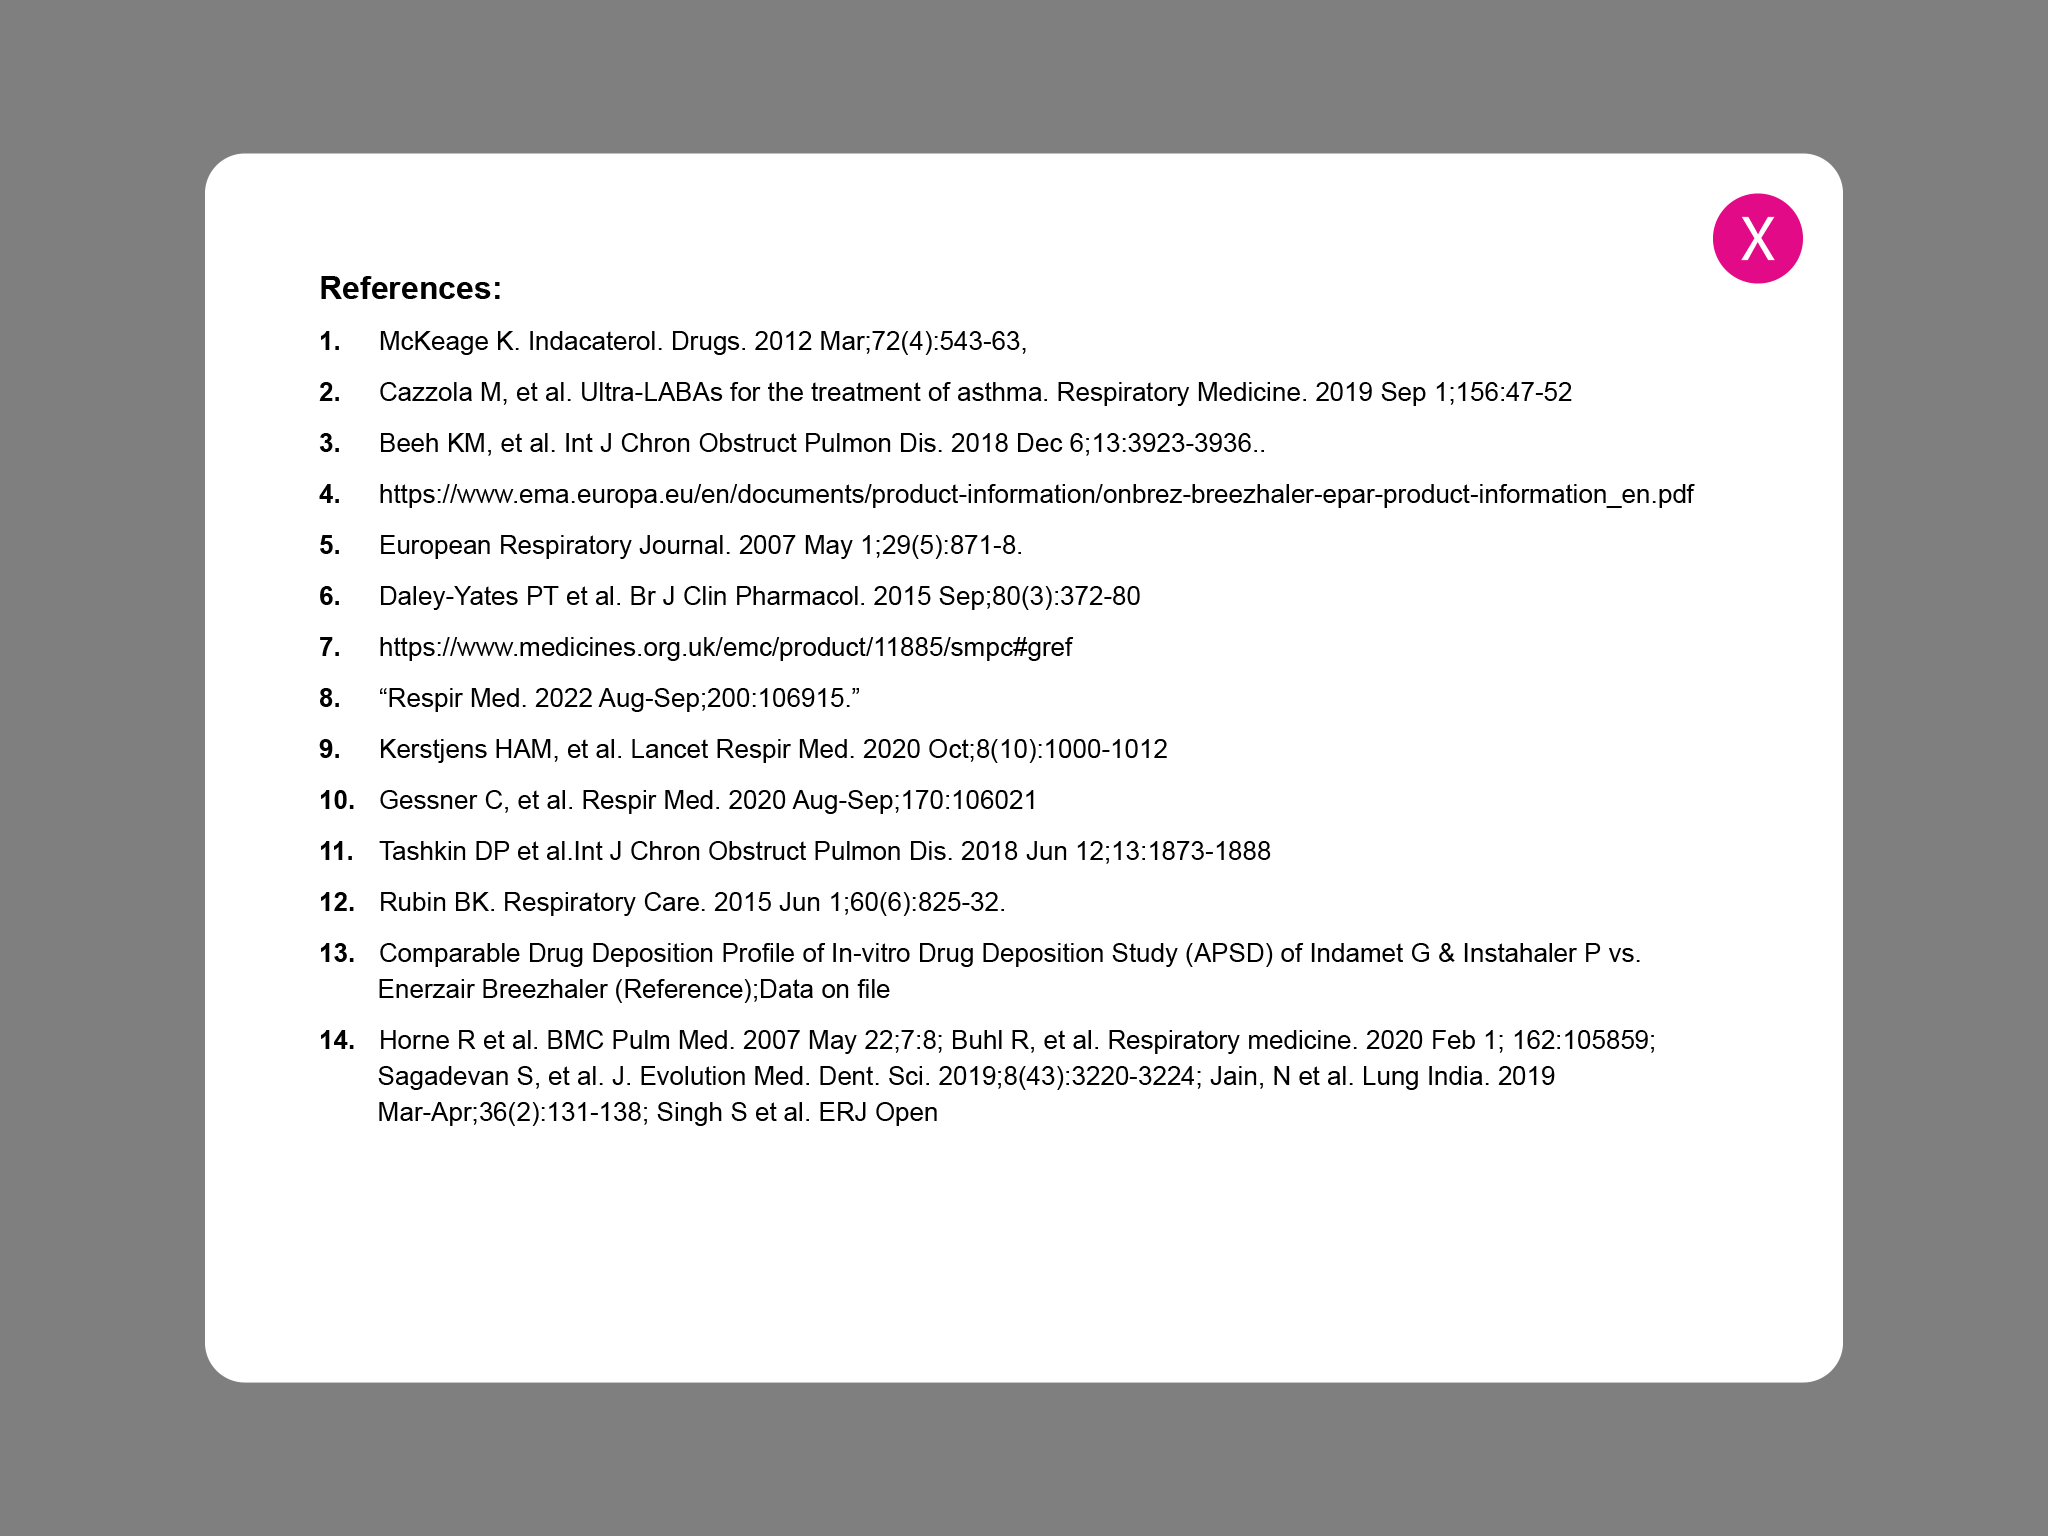 X
References:
1. McKeage K. Indacaterol. Drugs. 2012 Mar;72(4):543-63,
2. Cazzola M, et al. Ultra-LABAs for the treatment of asthma. Respiratory Medicine. 2019 Sep 1;156:47-52
3. Beeh KM, et al. Int J Chron Obstruct Pulmon Dis. 2018 Dec 6;13:3923-3936..
4. https://www.ema.europa.eu/en/documents/product-information/onbrez-breezhaler-epar-product-information_en.pdf
5. European Respiratory Journal. 2007 May 1;29(5):871-8.
6. Daley-Yates PT et al. Br J Clin Pharmacol. 2015 Sep;80(3):372-80
7. https://www.medicines.org.uk/emc/product/11885/smpc#gref
8. “Respir Med. 2022 Aug-Sep;200:106915.”
9. Kerstjens HAM, et al. Lancet Respir Med. 2020 Oct;8(10):1000-1012
10. Gessner C, et al. Respir Med. 2020 Aug-Sep;170:106021
11. Tashkin DP et al.Int J Chron Obstruct Pulmon Dis. 2018 Jun 12;13:1873-1888
12. Rubin BK. Respiratory Care. 2015 Jun 1;60(6):825-32.
13. Comparable Drug Deposition Profile of In-vitro Drug Deposition Study (APSD) of Indamet G & Instahaler P vs.
Enerzair Breezhaler (Reference);Data on file
14. Horne R et al. BMC Pulm Med. 2007 May 22;7:8; Buhl R, et al. Respiratory medicine. 2020 Feb 1; 162:105859;
Sagadevan S, et al. J. Evolution Med. Dent. Sci. 2019;8(43):3220-3224; Jain, N et al. Lung India. 2019
Mar-Apr;36(2):131-138; Singh S et al. ERJ Open